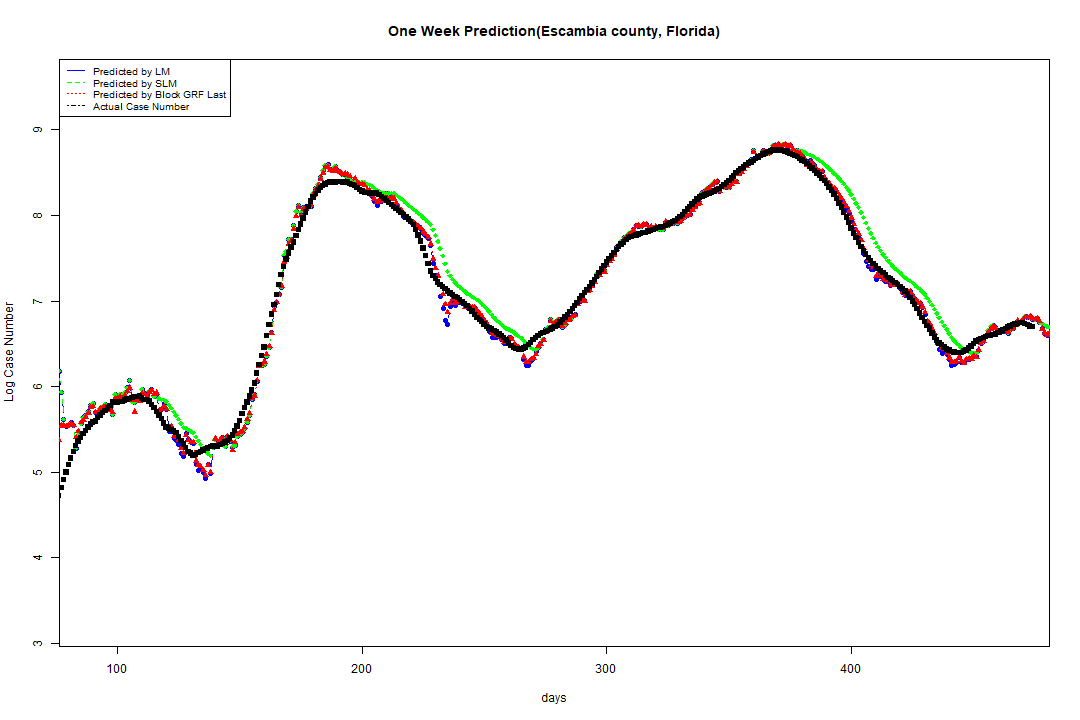 One Week Prediction(Escambia county, Florida)
Predicted by LM
Predicted by SLM
Predicted by Block GRF Last
Actual Case Number
9
8
7
6
5
4
3
Log Case Number
100
200
300
400
days